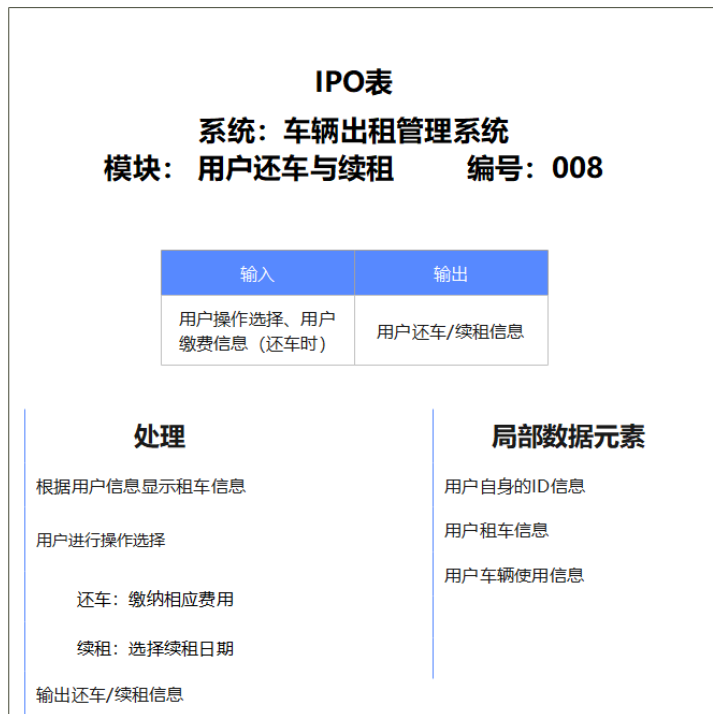 IPO表
系统：车辆出租管理系统
模块： 用户还车与续租 编号：008
输入 输出
用户操作选择、用户
缴费信息（还车时）
用户还车/续租信息
处理
根据用户信息显示租车信息
用户进行操作选择
还车：缴纳相应费用
续租：选择续租日期
输出还车/续租信息
局部数据元素
用户自身的ID信息
用户租车信息
用户车辆使用信息